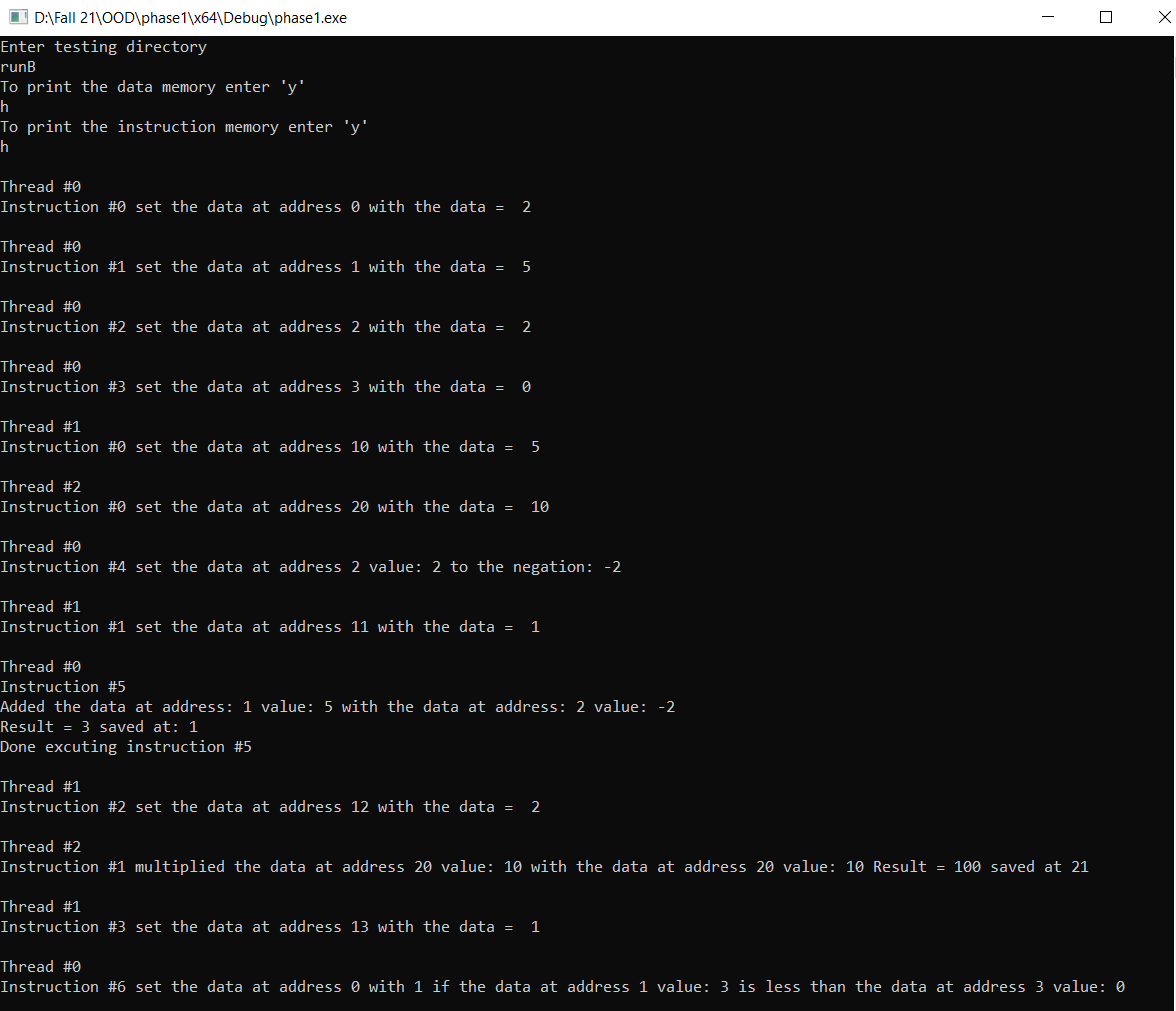 D:\Fall 21\OOD\phase1\x64\Debug\phase1.exe
Enter testing directory
runB
To print the data memory enter 'y'
h
To print the instruction memory enter 'y'
h
Thread #0
Instruction #0 set the data at address 0 with the data =  2
Thread #0
Instruction #1 set the data at address 1 with the data =  5
Thread #0
Instruction #2 set the data at address 2 with the data =  2
Thread #0
Instruction #3 set the data at address 3 with the data =  0
Thread #1
Instruction #0 set the data at address 10 with the data =  5
Thread #2
Instruction #0 set the data at address 20 with the data =  10
Thread #0
Instruction #4 set the data at address 2 value: 2 to the negation: -2
Thread #1
Instruction #1 set the data at address 11 with the data =  1
Thread #0
Instruction #5
Added the data at address: 1 value: 5 with the data at address: 2 value: -2
Result = 3 saved at: 1
Done excuting instruction #5
Thread #1
Instruction #2 set the data at address 12 with the data =  2
Thread #2
Instruction #1 multiplied the data at address 20 value: 10 with the data at address 20 value: 10 Result = 100 saved at 21
Thread #1
Instruction #3 set the data at address 13 with the data =  1
Thread #0
Instruction #6 set the data at address 0 with 1 if the data at address 1 value: 3 is less than the data at address 3 value: 0